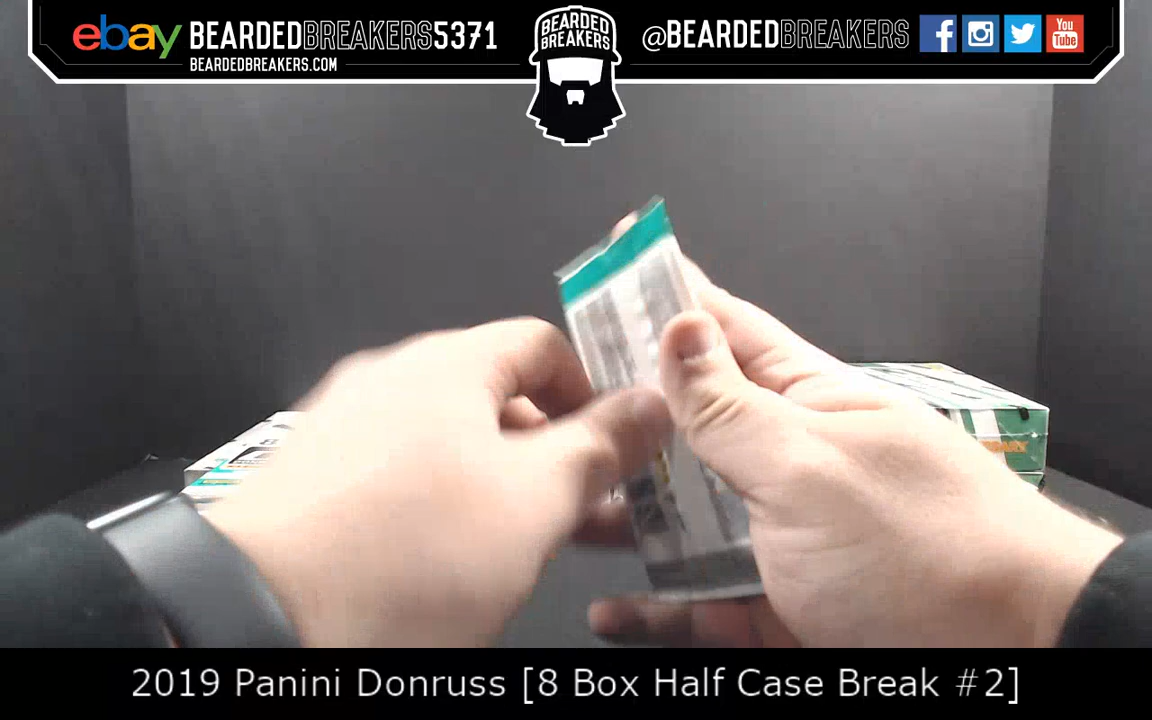 ebay BEARDEDBREAKERS5371
BEARDEDBREAKERS.COM
BEARDED
BREAKERS
@BEARDEDBREAKERS
You
Tube
2019 Panini Donruss [8 Box Half Case Break #2]